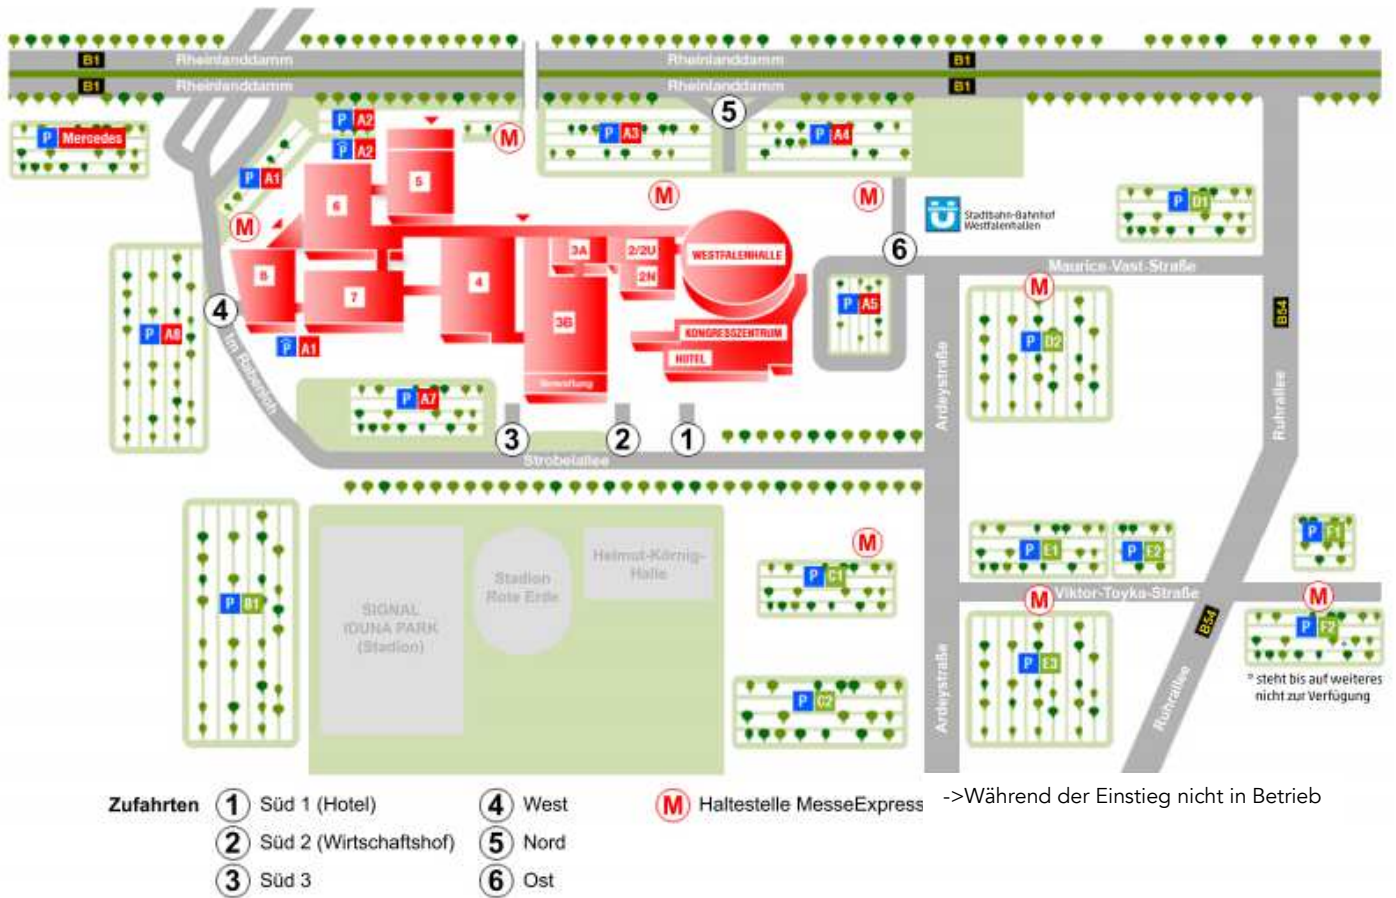 B1 Rheinlanddamm Rheinlanddamm B1
B1 Rheinlanddamm Rheinlanddamm B1
P Mercedes
P A2
P A2
P A1
M
M
P A3
5
P A4
M
M
5
6
3A
2/2U
2N
WESTFALENHALLE
8
7
4
3B
KONGRESSZENTRUM
HOTEL
P A1
Stadtbahn-Bahnhof
Westfalenhallen
6
P D1
Maurice-Vast-Straße
M
P A5
P D2
B54
4
P A8
Im Rabenloh
P A7
3
2
1
Strobelallee
Ardeystraße
Ruhrallee
P B1
SIGNAL
IDUNA PARK
(Stadion)
Stadion
Rote Erde
Helmut-Körnig-
Halle
M
P C1
P C2
P E1
P E2
P F1
M Viktor-Toyka-Straße
M
P E3
P F2
B54
Ardeystraße
Ruhrallee
* steht bis auf weiteres
nicht zur Verfügung
Zufahrten 1 Süd 1 (Hotel)
2 Süd 2 (Wirtschaftshof)
3 Süd 3
4 West
5 Nord
6 Ost
M Haltestelle MesseExpress
->Während der Einstieg nicht in Betrieb